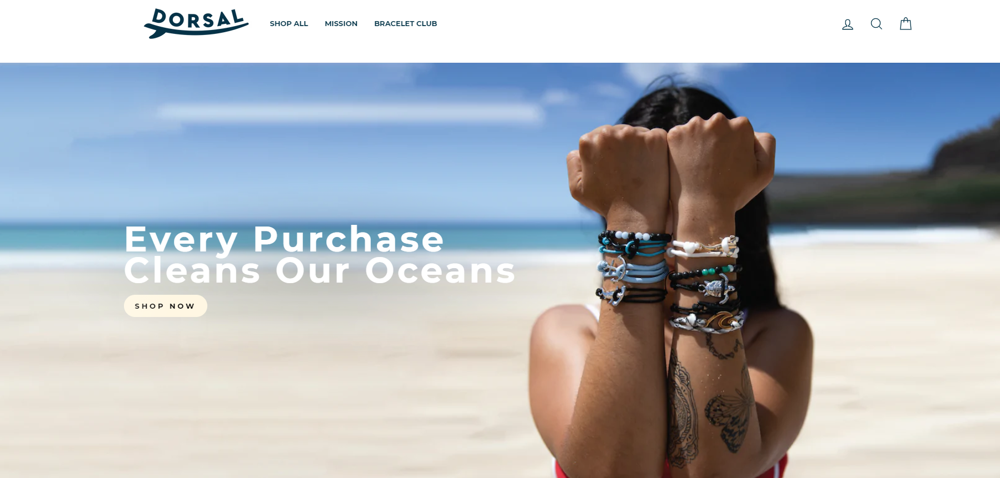 DORSAL
SHOP ALL
MISSION
BRACELET CLUB
Every Purchase
Cleans Our Oceans
SHOP NOW